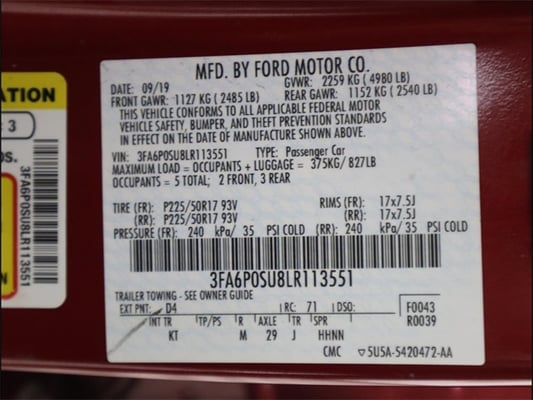 MFD. BY FORD MOTOR CO.
DATE: 09/19 GVWR: 2259 KG (4980 LB)
FRONT GAWR: 1127 KG (2485 LB) REAR GAWR: 1152 KG (2540 LB)
THIS VEHICLE CONFORMS TO ALL APPLICABLE FEDERAL MOTOR
VEHICLE SAFETY, BUMPER, AND THEFT PREVENTION STANDARDS
IN EFFECT ON THE DATE OF MANUFACTURE SHOWN ABOVE.
VIN: 3FA6P0SU8LR113551 TYPE: Passenger Car
MAXIMUM LOAD = OCCUPANTS + LUGGAGE = 375KG/ 827LB
OCCUPANTS = 5 TOTAL; 2 FRONT, 3 REAR
TIRE (FR): P225/50R17 93V RIMS (FR): 17x7.5J
(RR): P225/50R17 93V (RR): 17x7.5J
PRESSURE (FR): 240 kPa/ 35 PSI COLD (RR): 240 kPa/ 35 PSI COLD
3FA6P0SU8LR113551
TRAILER TOWING - SEE OWNER GUIDE
EXT PNT: D4 RC: 71 DSO: F0043
R0039
INT TR TP/PS R AXLE TR SPR
KT M 29 J HHNN
CMC ▽5U5A-5420472-AA
ATION
3
OS.
3FA6P0SU8LR113551
N